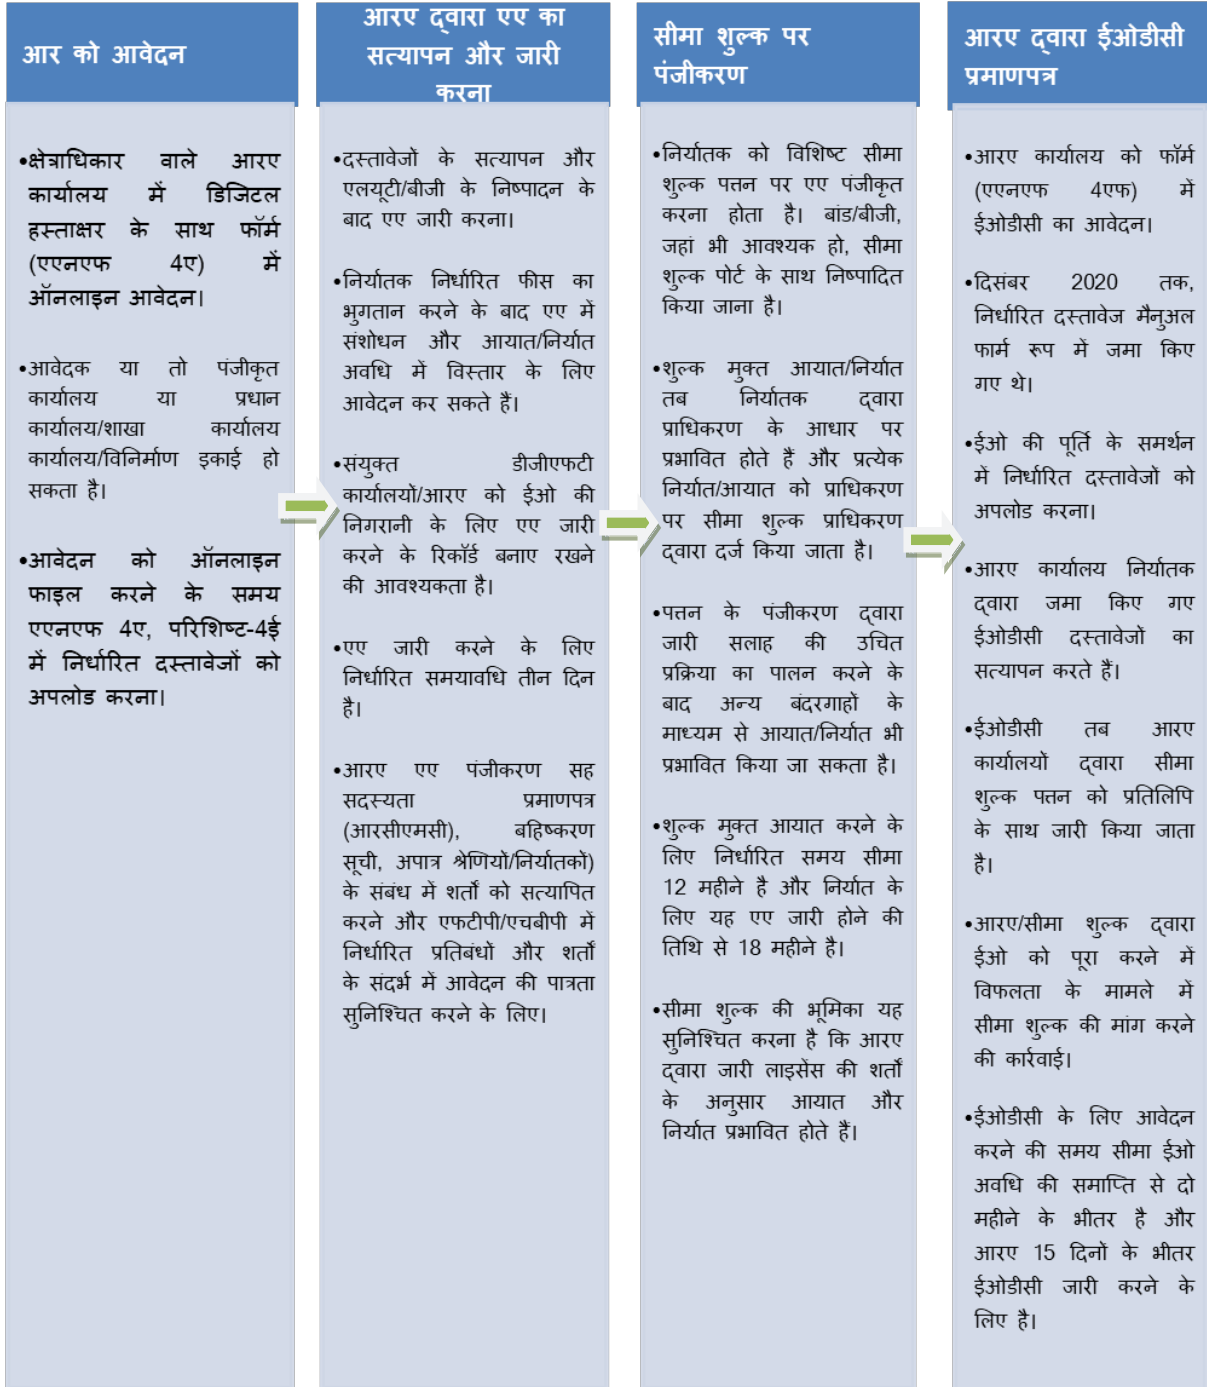 आर को आवेदन
•क्षेत्राधिकार वाले आरए
कार्यालय में डिजिटल
हस्ताक्षर के साथ फॉर्म
(एएनएफ 4ए) में
ऑनलाइन आवेदन।
•आवेदक या तो पंजीकृत
कार्यालय या प्रधान
कार्यालय/शाखा कार्यालय
कार्यालय/विनिर्माण इकाई हो
सकता है।
•आवेदन को ऑनलाइन
फाइल करने के समय
एएनएफ 4ए, परिशिष्ट-4ई
में निर्धारित दस्तावेजों को
अपलोड करना।
आरए द्वारा एए का
सत्यापन और जारी
करना
•दस्तावेजों के सत्यापन और
एलयूटी/बीजी के निष्पादन के
बाद एए जारी करना।
•निर्यातक निर्धारित फीस का
भुगतान करने के बाद एए में
संशोधन और आयात/निर्यात
अवधि में विस्तार के लिए
आवेदन कर सकते हैं।
•संयुक्त डीजीएफटी
कार्यालयों/आरए को ईओ की
निगरानी के लिए एए जारी
करने के रिकॉर्ड बनाए रखने
की आवश्यकता है।
•एए जारी करने के लिए
निर्धारित समयावधि तीन दिन
है।
•आरए एए पंजीकरण सह
सदस्यता प्रमाणपत्र
(आरसीएमसी), बहिष्करण
सूची, अपात्र श्रेणियों/निर्यातकों)
के संबंध में शर्तों को सत्यापित
करने और एफटीपी/एचबीपी में
निर्धारित प्रतिबंधों और शर्तों
के संदर्भ में आवेदन की पात्रता
सुनिश्चित करने के लिए।
सीमा शुल्क पर
पंजीकरण
•निर्यातक को विशिष्ट सीमा
शुल्क पत्तन पर एए पंजीकृत
करना होता है। बांड/बीजी,
जहां भी आवश्यक हो, सीमा
शुल्क पोर्ट के साथ निष्पादित
किया जाना है।
•शुल्क मुक्त आयात/निर्यात
तब निर्यातक द्वारा
प्राधिकरण के आधार पर
प्रभावित होते हैं और प्रत्येक
निर्यात/आयात को प्राधिकरण
पर सीमा शुल्क प्राधिकरण
द्वारा दर्ज किया जाता है।
•पत्तन के पंजीकरण द्वारा
जारी सलाह की उचित
प्रक्रिया का पालन करने के
बाद अन्य बंदरगाहों के
माध्यम से आयात/निर्यात भी
प्रभावित किया जा सकता है।
•शुल्क मुक्त आयात करने के
लिए निर्धारित समय सीमा
12 महीने है और निर्यात के
लिए यह एए जारी होने की
तिथि से 18 महीने है।
•सीमा शुल्क की भूमिका यह
सुनिश्चित करना है कि आरए
द्वारा जारी लाइसेंस की शर्तों
के अनुसार आयात और
निर्यात प्रभावित होते हैं।
आरए द्वारा ईओडीसी
प्रमाणपत्र
•आरए कार्यालय को फॉर्म
(एएनएफ 4एफ) में
ईओडीसी का आवेदन।
•दिसंबर 2020 तक,
निर्धारित दस्तावेज मैनुअल
फार्म रूप में जमा किए
गए थे।
•ईओ की पूर्ति के समर्थन
में निर्धारित दस्तावेजों को
अपलोड करना।
•आरए कार्यालय निर्यातक
द्वारा जमा किए गए
ईओडीसी दस्तावेजों का
सत्यापन करते हैं।
•ईओडीसी तब आरए
कार्यालयों द्वारा सीमा
शुल्क पत्तन को प्रतिलिपि
के साथ जारी किया जाता
है।
•आरए/सीमा शुल्क द्वारा
ईओ को पूरा करने में
विफलता के मामले में
सीमा शुल्क की मांग करने
की कार्रवाई।
•ईओडीसी के लिए आवेदन
करने की समय सीमा ईओ
अवधि की समाप्ति से दो
महीने के भीतर है और
आरए 15 दिनों के भीतर
ईओडीसी जारी करने के
लिए है।